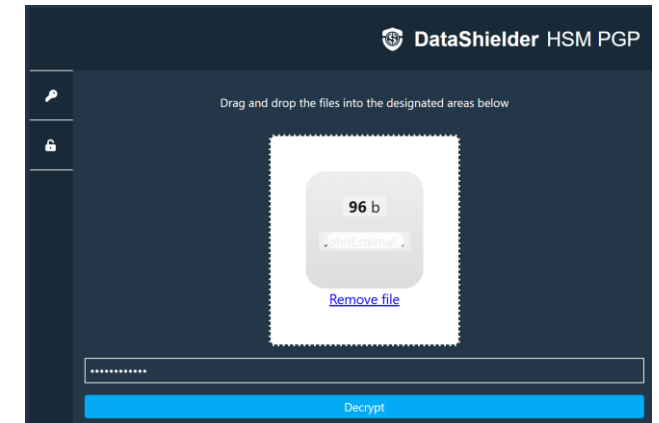 DataShielder HSM PGP
Drag and drop the files into the designated areas below
96 b
Remove file
••••••••••••
Decrypt